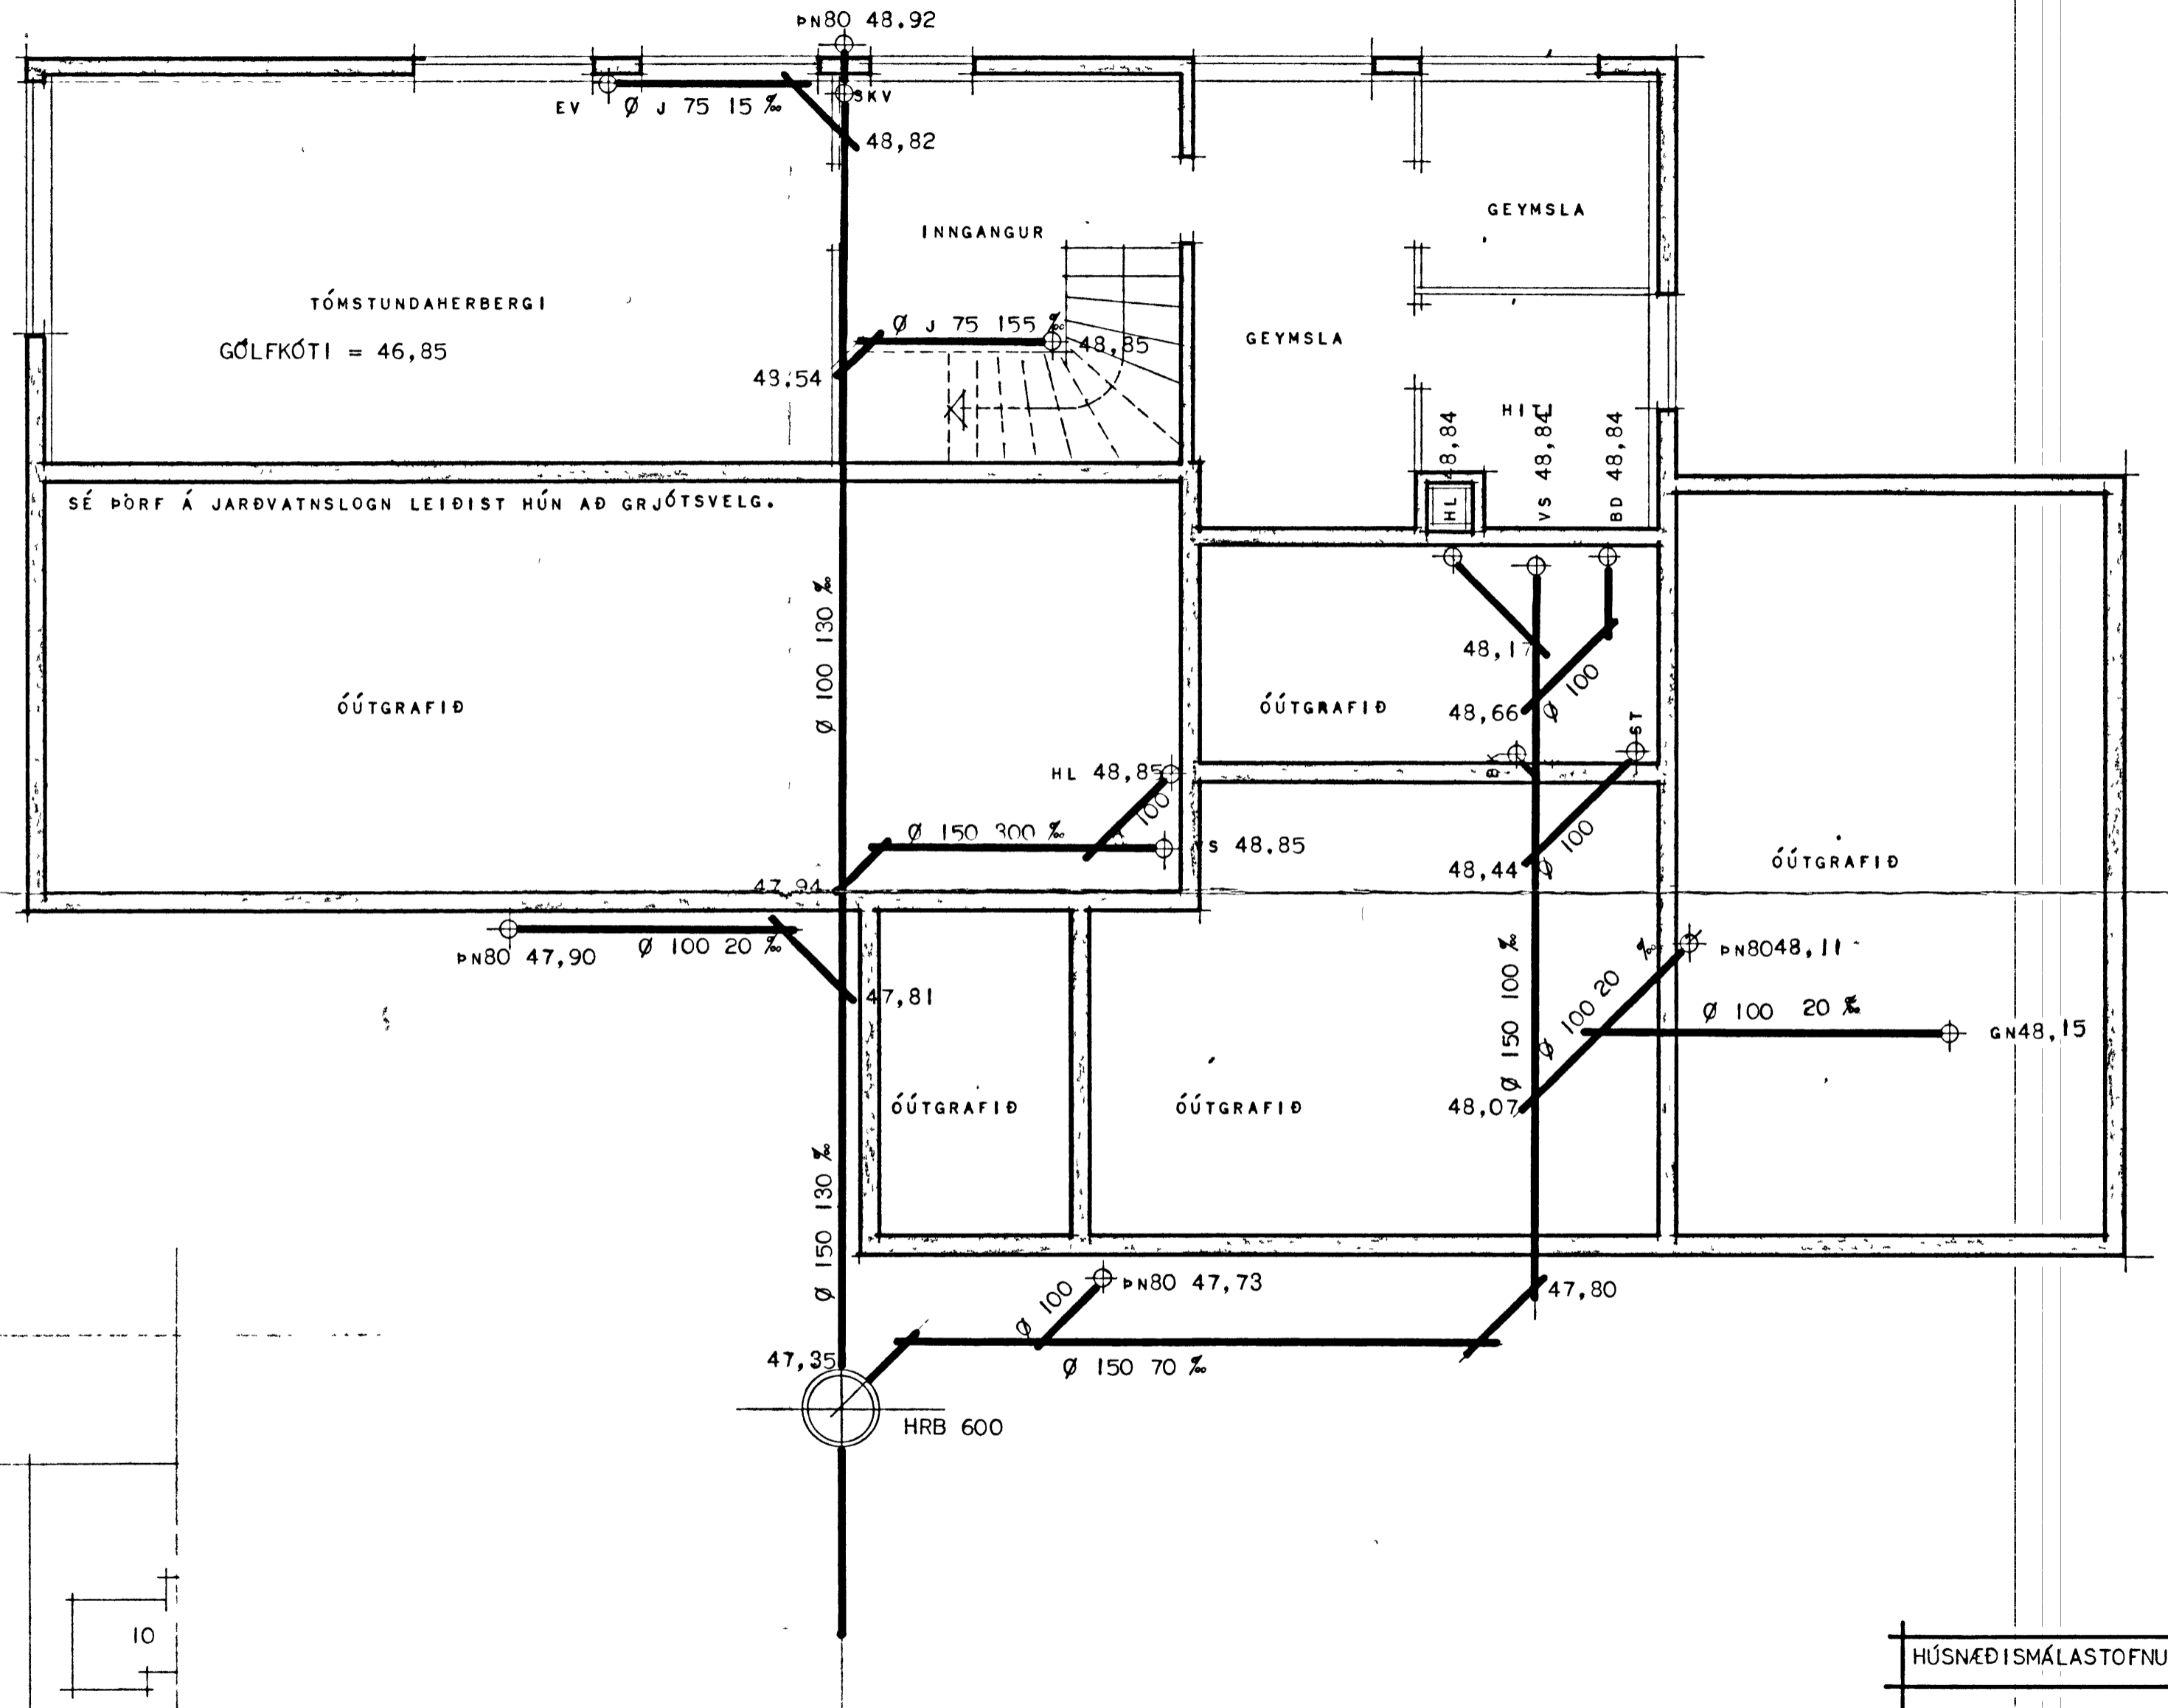 ÞN80 48.92
EV Ø J 75 15 ‰
SKV
48,82
INNGANGUR
GEYMSLA
TÓMSTUNDAHERBERGI
GÓLFKÓTI = 46,85
Ø J 75 155 ‰
48,85
48,54
GEYMSLA
HITI
HL 48,84
VS 48,84
BD 48,84
SÉ ÞÖRF Á JARÐVATNSLOGN LEIÐIST HÚN AÐ GRJÓTSVELG.
Ø 100 130 ‰
48,17
Ø 100
48,66
ÓÚTGRAFIÐ
ÓÚTGRAFIÐ
ST
BK
HL 48,85
100
Ø 150 300 ‰
VS 48.85
48,44
Ø 100
ÓÚTGRAFIÐ
47,94
ÞN80 47,90
Ø 100 20 ‰
47,81
Ø 150 100 ‰
Ø 100 20 ‰
ÞN80 48,11
Ø 100 20 ‰
GN48,15
ÓÚTGRAFIÐ
ÓÚTGRAFIÐ
48,07
Ø 150 130 ‰
Ø 100
ÞN80 47,73
47,80
47,35
Ø 150 70 ‰
HRB 600
10
HÚSNÆÐISMÁLASTOFNU